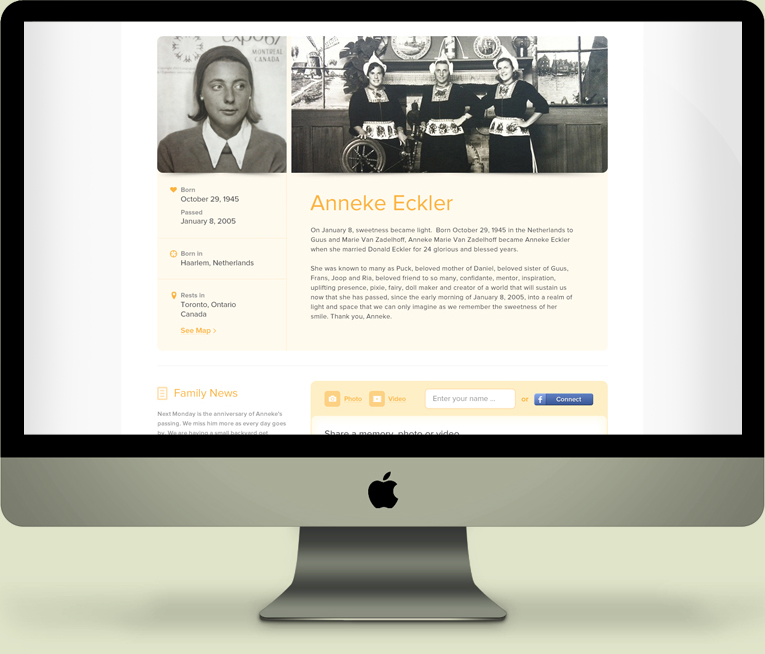 expo67
MONTREAL
CANADA
Born
October 29, 1945
Passed
January 8, 2005
Born in
Haarlem, Netherlands
Rests in
Toronto, Ontario
Canada
See Map >
Anneke Eckler
On January 8, sweetness became light. Born October 29, 1945 in the Netherlands to
Guus and Marie Van Zadelhoff, Anneke Marie Van Zadelhoff became Anneke Eckler
when she married Donald Eckler for 24 glorious and blessed years.
She was known to many as Puck, beloved mother of Daniel, beloved sister of Guus,
Frans, Joop and Ria, beloved friend to so many, confidante, mentor, inspiration,
uplifting presence, pixie, fairy, doll maker and creator of a world that will sustain us
now that she has passed, since the early morning of January 8, 2005, into a realm of
light and space that we can only imagine as we remember the sweetness of her
smile. Thank you, Anneke.
Family News
Next Monday is the anniversary of Anneke's
passing. We miss him more as every day goes
by. We are having a small backyard get
Photo
Video
Enter your name ...
or
f Connect
Share a memory, photo or video